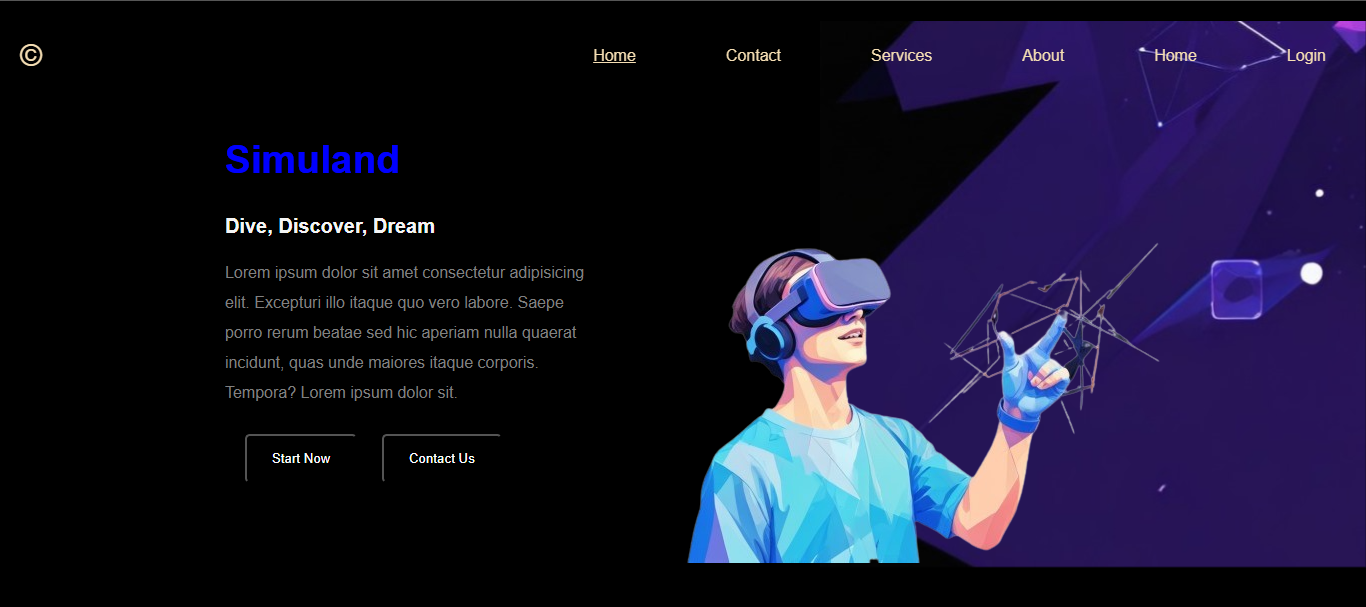 ©
Home Contact Services About Home Login
Simuland
Dive, Discover, Dream
Lorem ipsum dolor sit amet consectetur adipisicing
elit. Excepturi illo itaque quo vero labore. Saepe
porro rerum beatae sed hic aperiam nulla quaerat
incidunt, quas unde maiores itaque corporis.
Tempora? Lorem ipsum dolor sit.
Start Now Contact Us